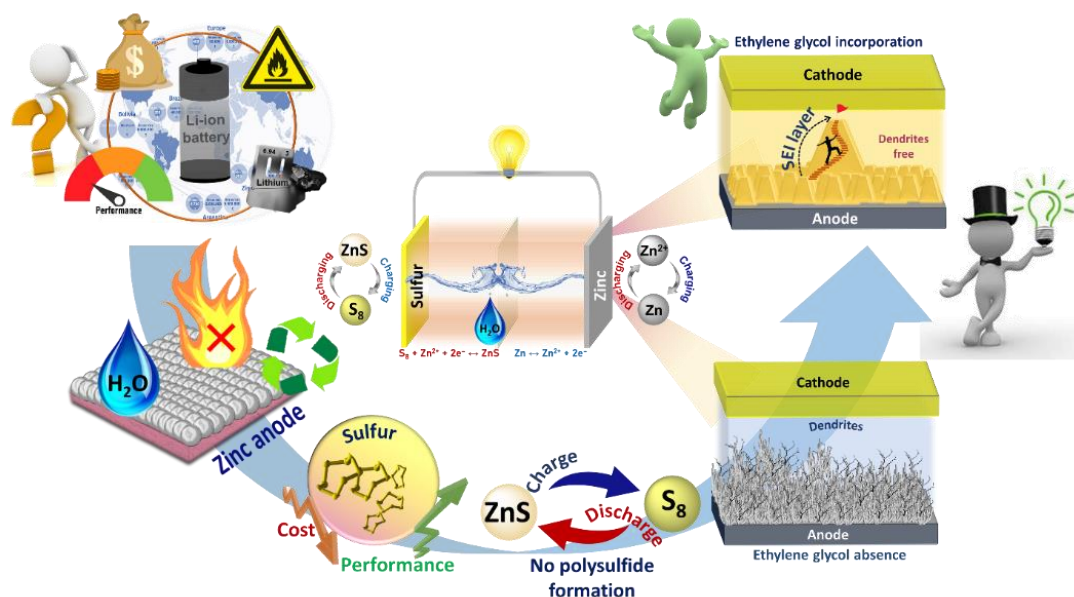 Europe
$
?
Li-ion
battery
Lithium
Performance
Ethylene glycol incorporation
Cathode
SEI layer
Dendrites
free
Anode
ZnS
Discharging
Charging
S₈
Sulfur
H₂O
Zinc
Zn²⁺
Discharging
Charging
Zn
S₈ + Zn²⁺ + 2e⁻ ↔ ZnS
Zn ↔ Zn²⁺ + 2e⁻
H₂O
Zinc anode
Sulfur
Cost
Performance
ZnS
Charge
Discharge
S₈
No polysulfide
formation
Cathode
Dendrites
Anode
Ethylene glycol absence